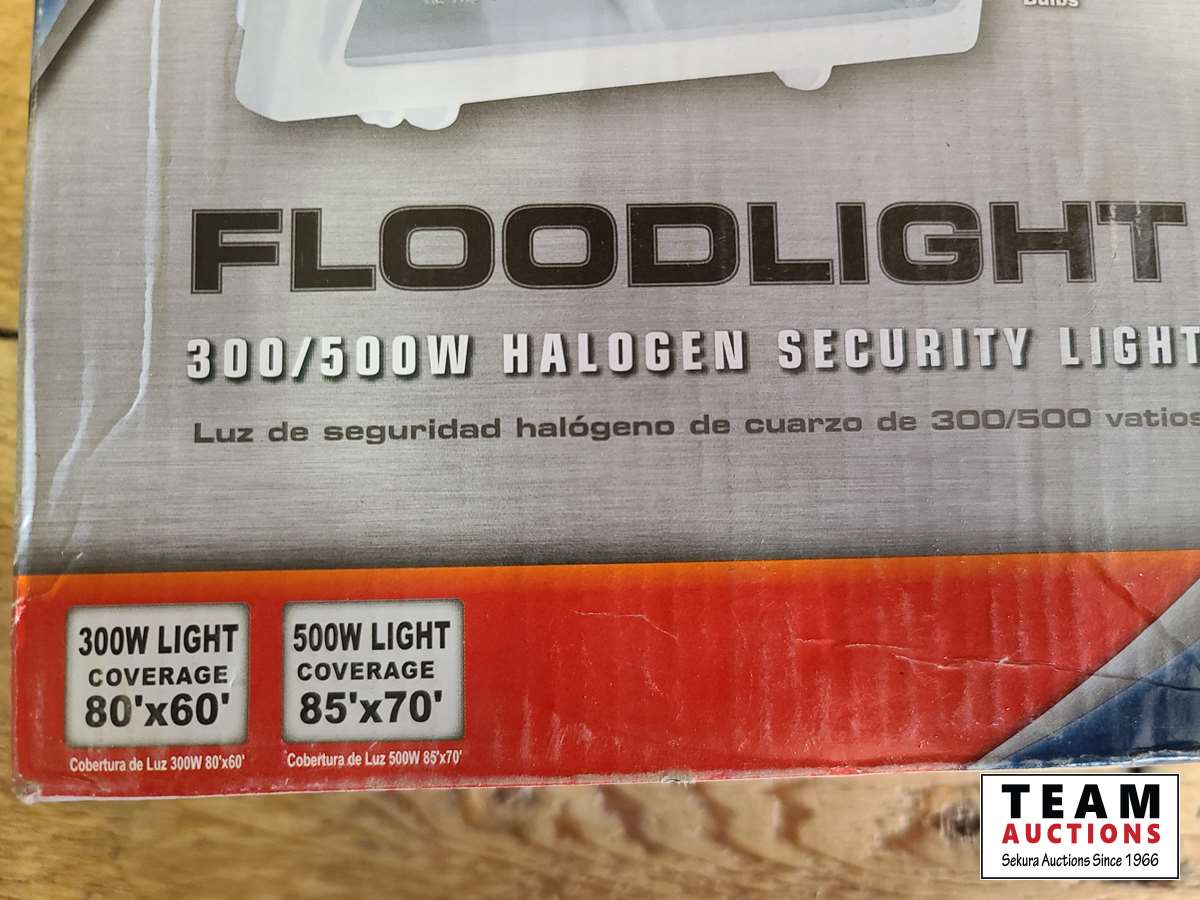 Bulbs
FLOODLIGHT
300/500W HALOGEN SECURITY LIGHT
Luz de seguridad halógeno de cuarzo de 300/500 vatios
300W LIGHT
COVERAGE
80'x60'
Cobertura de Luz 300W 80'x60'
500W LIGHT
COVERAGE
85'x70'
Cobertura de Luz 500W 85'x70'
TEAM
AUCTIONS
Sekura Auctions Since 1966